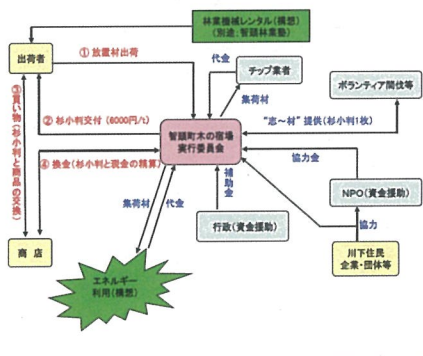 林業機械レンタル(構想)
(別途:智頭林業塾)
出荷者
① 放置材出荷
代金
チップ業者
集荷材
ボランティア間伐等
② 杉小判交付(6000円/t)
智頭町木の宿場
実行委員会
“志~材”提供(杉小判1枚)
③買い物(杉小判と商品の交換)
④ 換金(杉小判と現金の精算)
協力金
補助金
集荷材
代金
行政(資金援助)
NPO(資金援助)
協力
商店
川下住民
企業・団体等
エネルギー
利用(構想)